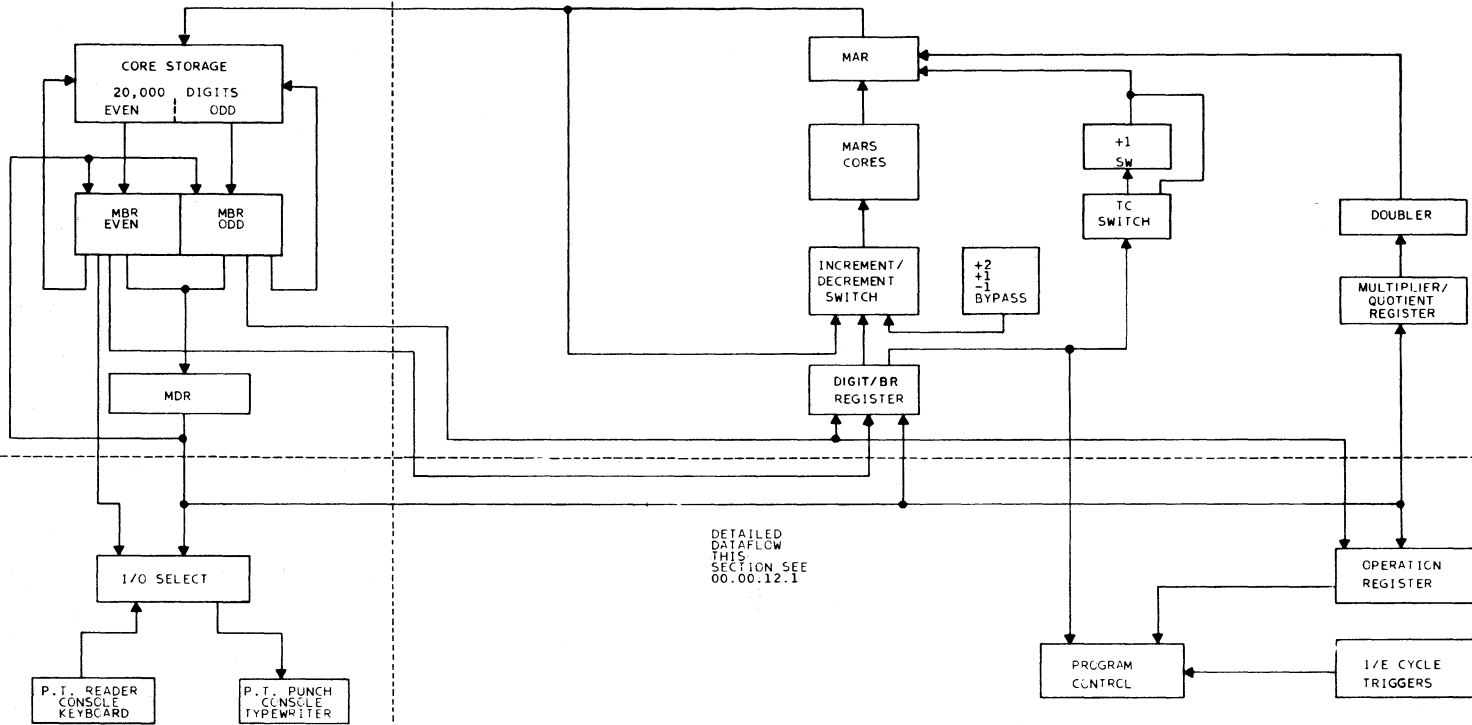 CORE STORAGE
20,000 DIGITS
EVEN ODD
MBR
EVEN
MBR
ODD
MDR
I/O SELECT
P.T. READER
CONSOLE
KEYBOARD
P.T. PUNCH
CONSOLE
TYPEWRITER
MAR
MARS
CORES
INCREMENT/
DECREMENT
SWITCH
+2
+1
-1
BYPASS
DIGIT/BR
REGISTER
+1
SW
TC
SWITCH
DOUBLER
MULTIPLIER/
QUOTIENT
REGISTER
DETAILED
DATAFLOW
THIS
SECTION SEE
00.00.12.1
OPERATION
REGISTER
PROGRAM
CONTROL
I/E CYCLE
TRIGGERS